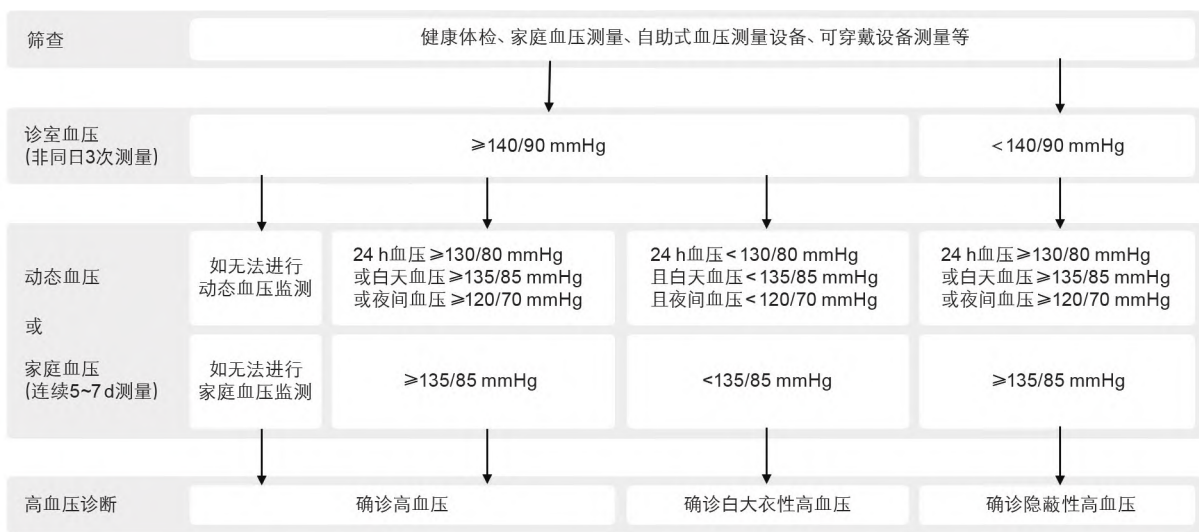 筛查
健康体检、家庭血压测量、自助式血压测量设备、可穿戴设备测量等
诊室血压
(非同日3次测量)
≥140/90 mmHg
<140/90 mmHg
动态血压
或
家庭血压
(连续5~7 d测量)
如无法进行
动态血压监测
24 h血压≥130/80 mmHg
或白天血压≥135/85 mmHg
或夜间血压≥120/70 mmHg
24 h血压<130/80 mmHg
且白天血压<135/85 mmHg
且夜间血压<120/70 mmHg
24 h血压≥130/80 mmHg
或白天血压≥135/85 mmHg
或夜间血压≥120/70 mmHg
如无法进行
家庭血压监测
≥135/85 mmHg
<135/85 mmHg
≥135/85 mmHg
高血压诊断
确诊高血压
确诊白大衣性高血压
确诊隐蔽性高血压